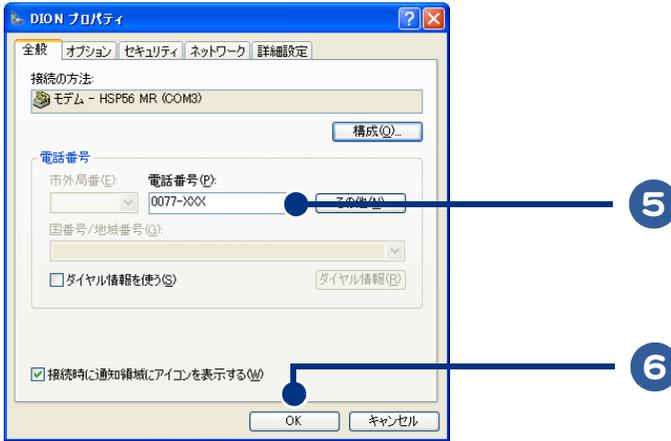 DION プロパティ
全般 オプション セキュリティ ネットワーク 詳細設定
接続の方法:
モデム - HSP56 MR (COM3)
構成(O)...
電話番号
市外局番(E): 電話番号(P):
0077-XXX その他(N)
5
国番号/地域番号(G):
ダイヤル情報を使う(S) ダイヤル情報(R)
接続時に通知領域にアイコンを表示する(W)
6
OK キャンセル